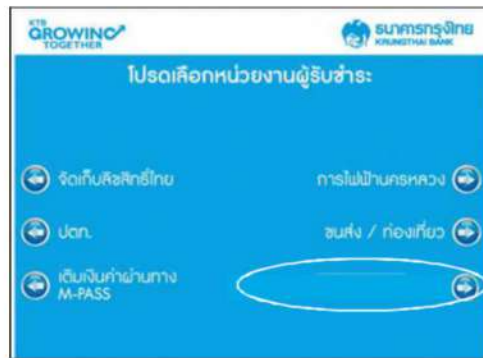 KTB
GROWING
TOGETHER
ธนาคารกรุงไทย
KRUNGTHAI BANK
โปรดเลือกหน่วยงานผู้รับชำระ
จัดเก็บลิขสิทธิ์ไทย
การไฟฟ้านครหลวง
ปตท.
ขนส่ง / ท่องเที่ยว
เติมเงินค่าผ่านทาง
M-PASS